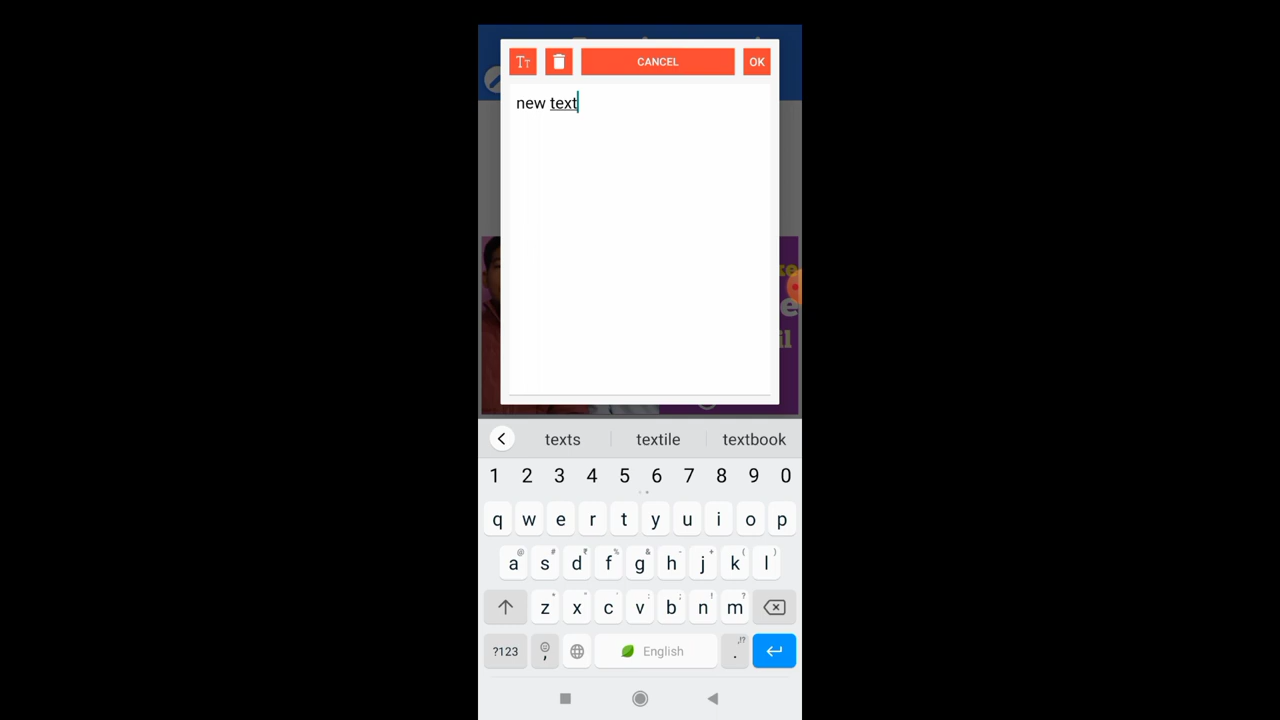 TT
CANCEL
OK
new text
texts textile textbook
1 2 3 4 5 6 7 8 9 0
q w e r t y u i o p
@ # ₹ % & - + ( )
a s d f g h j k l
z x c v b n m
?123 , English .